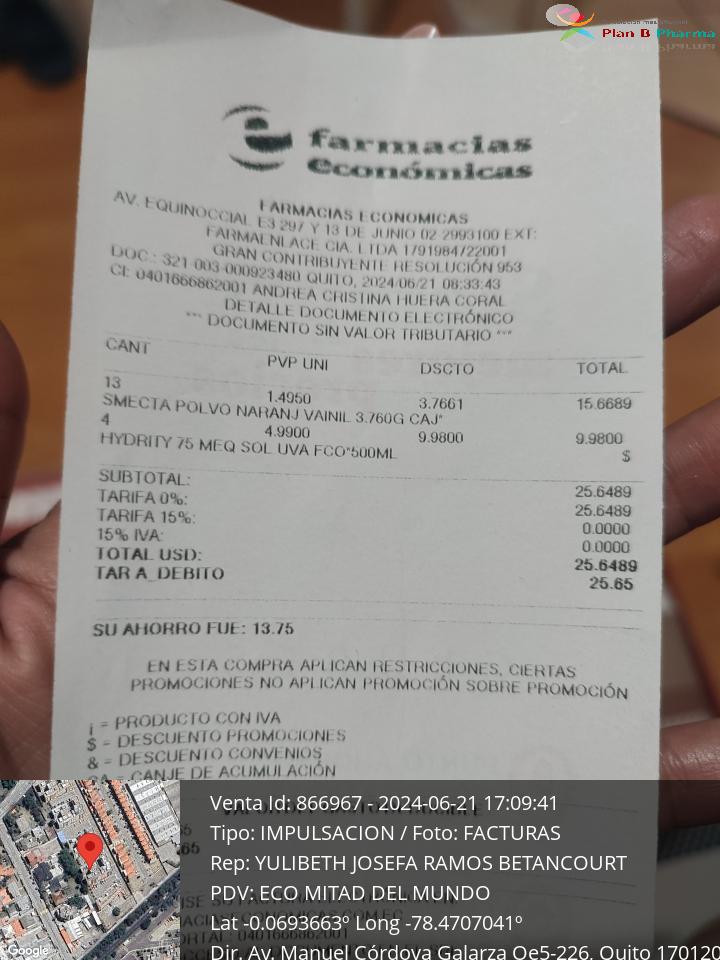 Plan B Pharma
farmacias
económicas
FARMACIAS ECONOMICAS
AV. EQUINOCCIAL E3 297 Y 13 DE JUNIO 02 2993100 EXT:
FARMAENLACE CIA. LTDA 1791984722001
GRAN CONTRIBUYENTE RESOLUCIÓN 953
DOC.: 321-003-000923480 QUITO, 2024/06/21 08:33:43
CI: 0401666862001 ANDREA CRISTINA HUERA CORAL
DETALLE DOCUMENTO ELECTRÓNICO
*** DOCUMENTO SIN VALOR TRIBUTARIO ***
CANT PVP UNI DSCTO TOTAL
13 1.4950 3.7661 15.6689
SMECTA POLVO NARANJ VAINIL 3.760G CAJ*
4 4.9900 9.9800 9.9800
HYDRITY 75 MEQ SOL UVA FCO*500ML $
SUBTOTAL: 25.6489
TARIFA 0%: 25.6489
TARIFA 15%: 0.0000
15% IVA: 0.0000
TOTAL USD: 25.6489
TAR A_DEBITO 25.65
SU AHORRO FUE: 13.75
EN ESTA COMPRA APLICAN RESTRICCIONES, CIERTAS
PROMOCIONES NO APLICAN PROMOCIÓN SOBRE PROMOCIÓN
i = PRODUCTO CON IVA
$ = DESCUENTO PROMOCIONES
& = DESCUENTO CONVENIOS
CA = CANJE DE ACUMULACIÓN
Venta Id: 866967 - 2024-06-21 17:09:41
Tipo: IMPULSACION / Foto: FACTURAS
Rep: YULIBETH JOSEFA RAMOS BETANCOURT
PDV: ECO MITAD DEL MUNDO
Lat -0.0693663º Long -78.4707041º
Dir. Av. Manuel Córdova Galarza Oe5-226, Quito 170120
Google